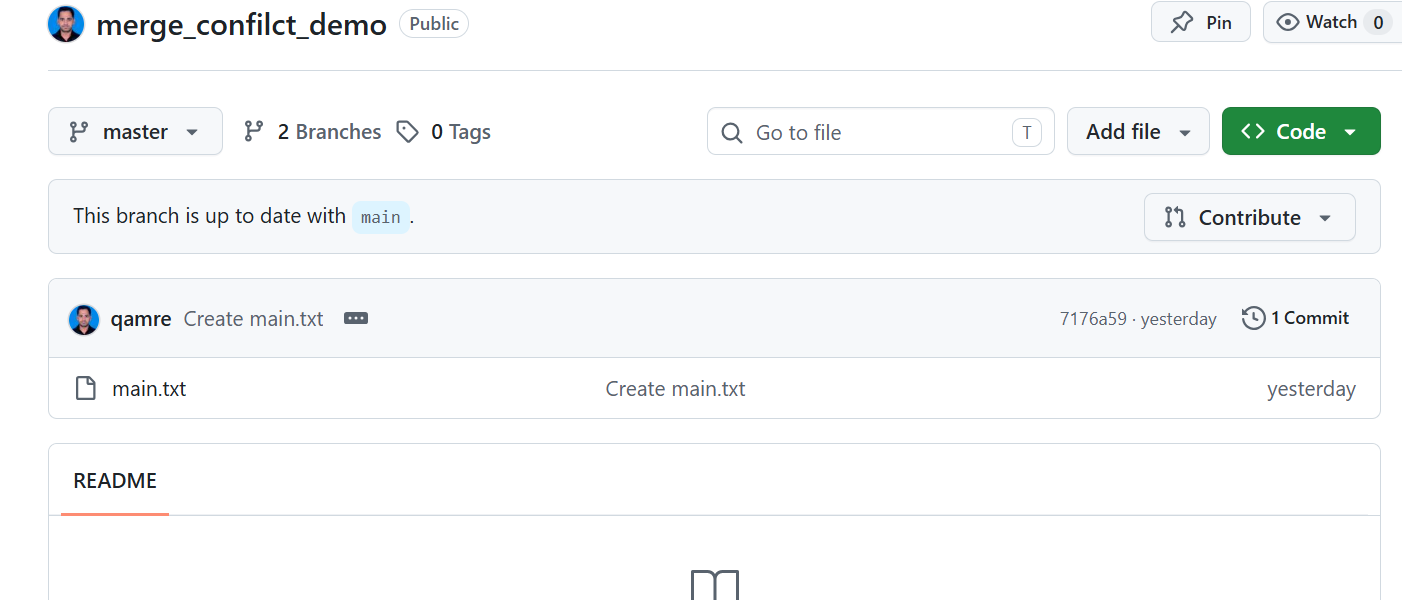 merge_confilct_demo Public Pin Watch 0
master 2 Branches 0 Tags Go to file T Add file Code
This branch is up to date with main . Contribute
qamre Create main.txt 7176a59 · yesterday 1 Commit
main.txt Create main.txt yesterday
README